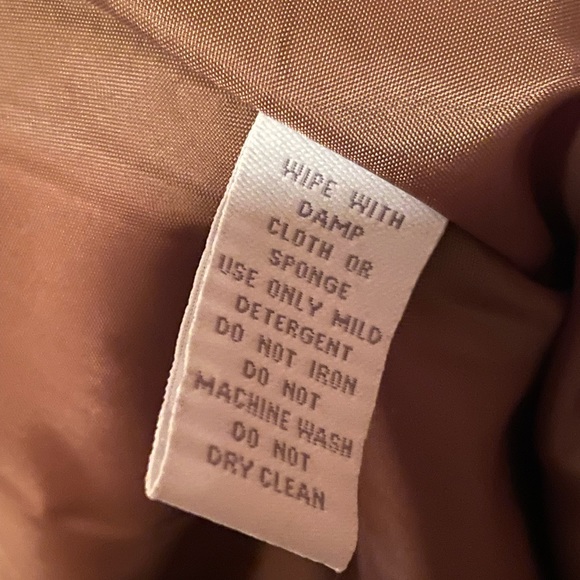 WIPE WITH
DAMP
CLOTH OR
SPONGE
USE ONLY MILD
DETERGENT
DO NOT IRON
DO NOT
MACHINE WASH
DO NOT
DRY CLEAN